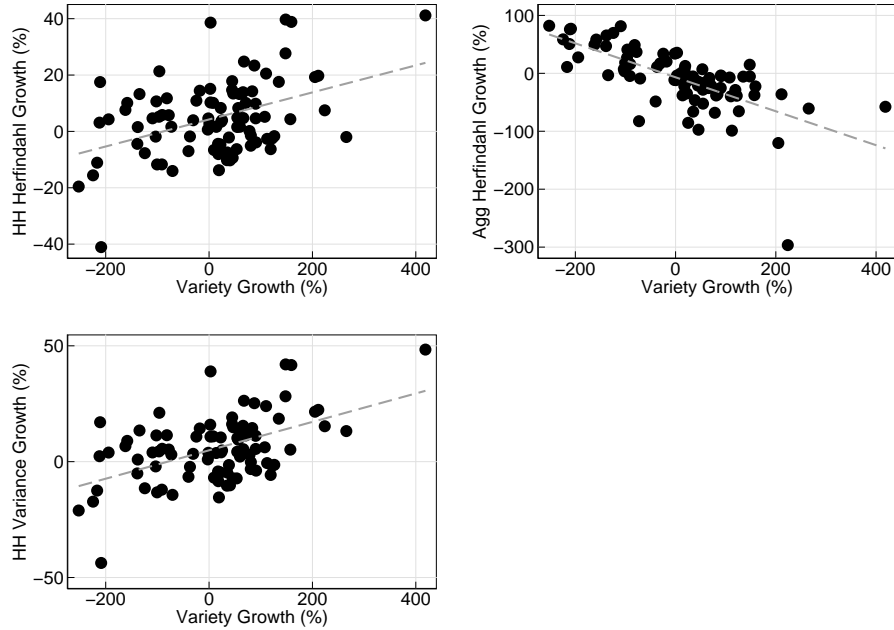 40
20
0
−20
−40
HH Herfindahl Growth (%)
−200 0 200 400
Variety Growth (%)
100
0
−100
−200
−300
Agg Herfindahl Growth (%)
−200 0 200 400
Variety Growth (%)
50
0
−50
HH Variance Growth (%)
−200 0 200 400
Variety Growth (%)